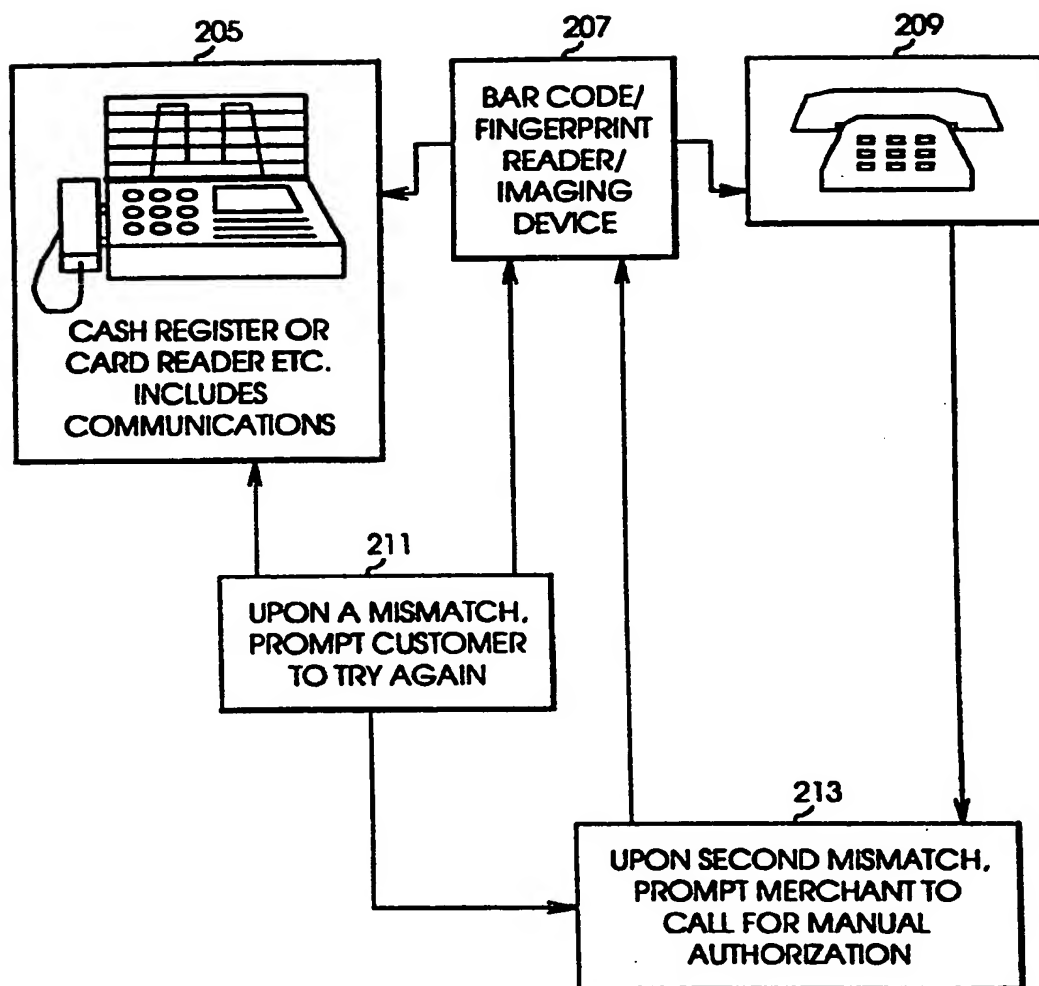 205
207
209
BAR CODE/
FINGERPRINT
READER/
IMAGING
DEVICE
CASH REGISTER OR
CARD READER ETC.
INCLUDES
COMMUNICATIONS
211
UPON A MISMATCH,
PROMPT CUSTOMER
TO TRY AGAIN
213
UPON SECOND MISMATCH,
PROMPT MERCHANT TO
CALL FOR MANUAL
AUTHORIZATION